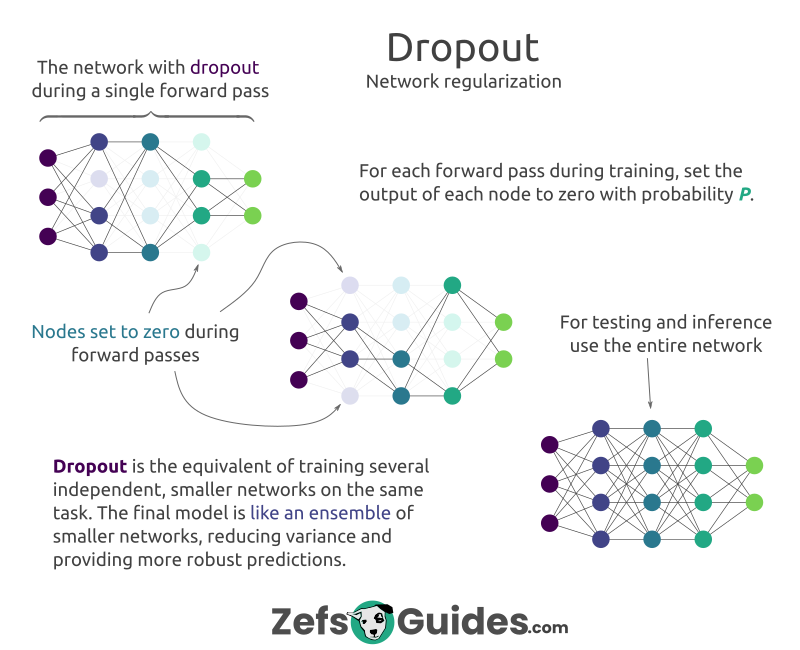 Dropout
Network regularization
The network with dropout
during a single forward pass
For each forward pass during training, set the
output of each node to zero with probability P.
Nodes set to zero during
forward passes
For testing and inference
use the entire network
Dropout is the equivalent of training several
independent, smaller networks on the same
task. The final model is like an ensemble of
smaller networks, reducing variance and
providing more robust predictions.
ZefsGuides.com